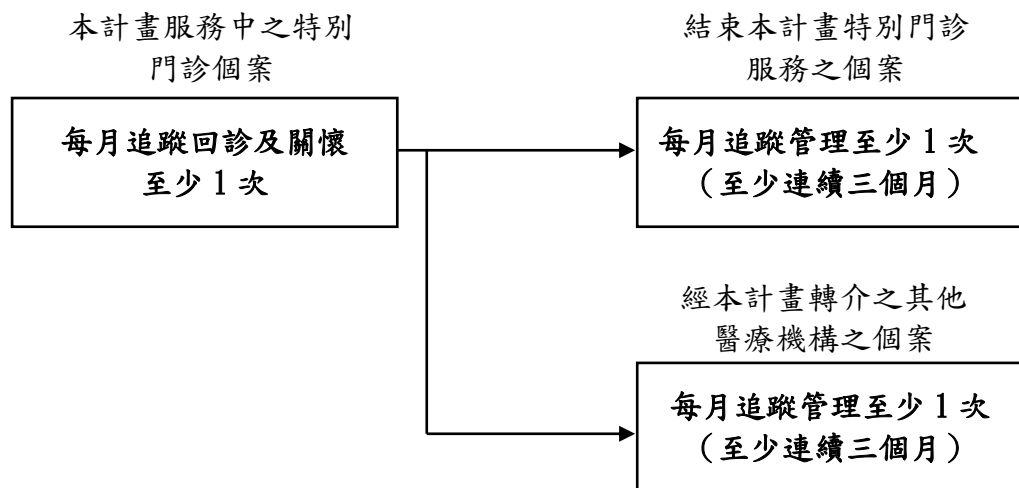 本計畫服務中之特別
門診個案
每月追蹤回診及關懷
至少 1 次
結束本計畫特別門診
服務之個案
每月追蹤管理至少 1 次
（至少連續三個月）
經本計畫轉介之其他
醫療機構之個案
每月追蹤管理至少 1 次
（至少連續三個月）